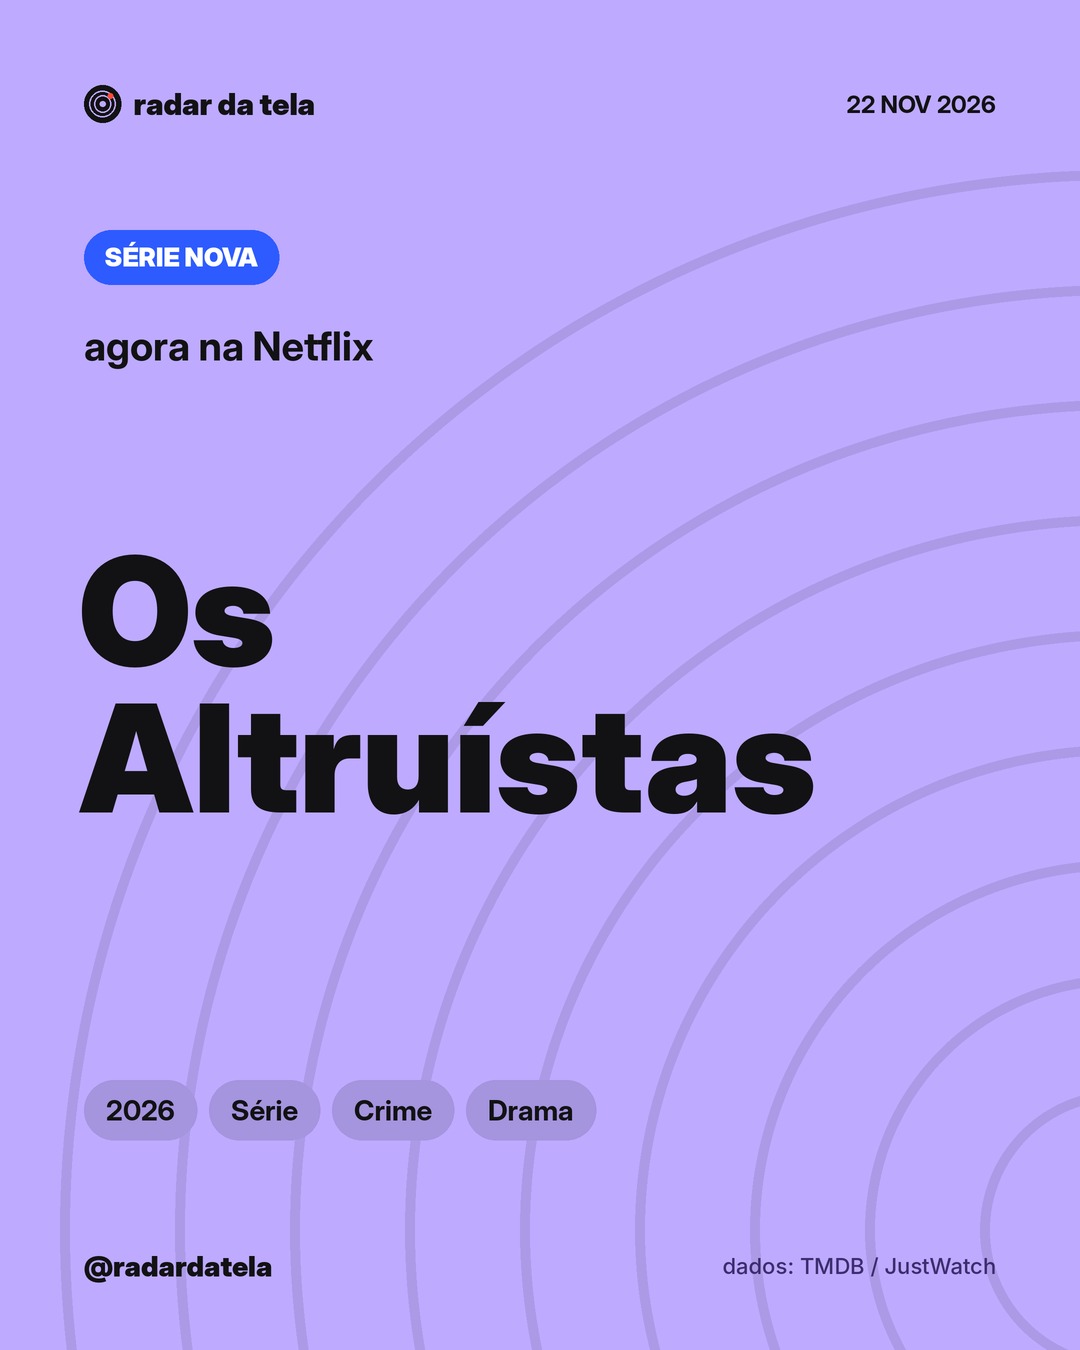 radar da tela
22 NOV 2026
SÉRIE NOVA
agora na Netflix
Os
Altruístas
2026 Série Crime Drama
@radardatela
dados: TMDB / JustWatch